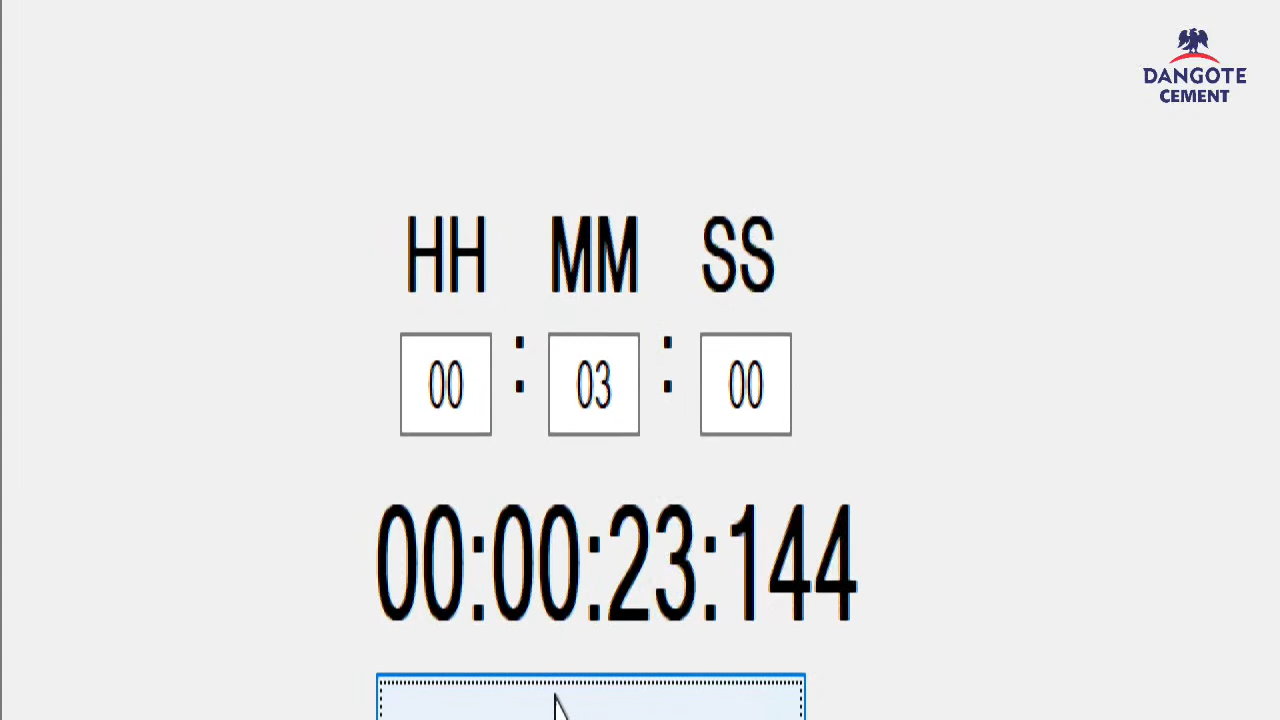 DANGOTE
CEMENT
HH MM SS
00 : 03 : 00
00:00:23:144